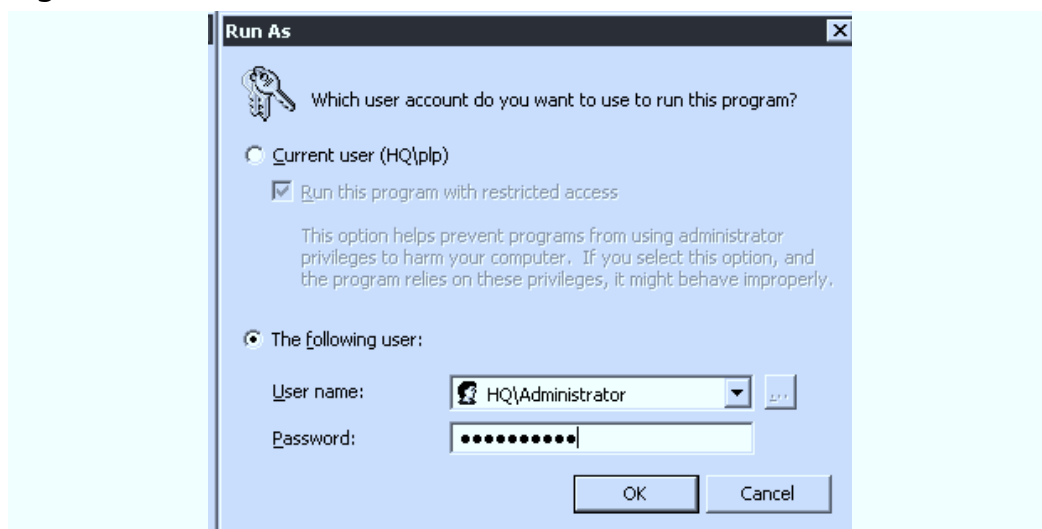 Run As
Which user account do you want to use to run this program?
Current user (HQ\plp)
Run this program with restricted access
This option helps prevent programs from using administrator
privileges to harm your computer. If you select this option, and
the program relies on these privileges, it might behave improperly.
The following user:
User name: HQ\Administrator ...
Password: ●●●●●●●●●●
OK Cancel